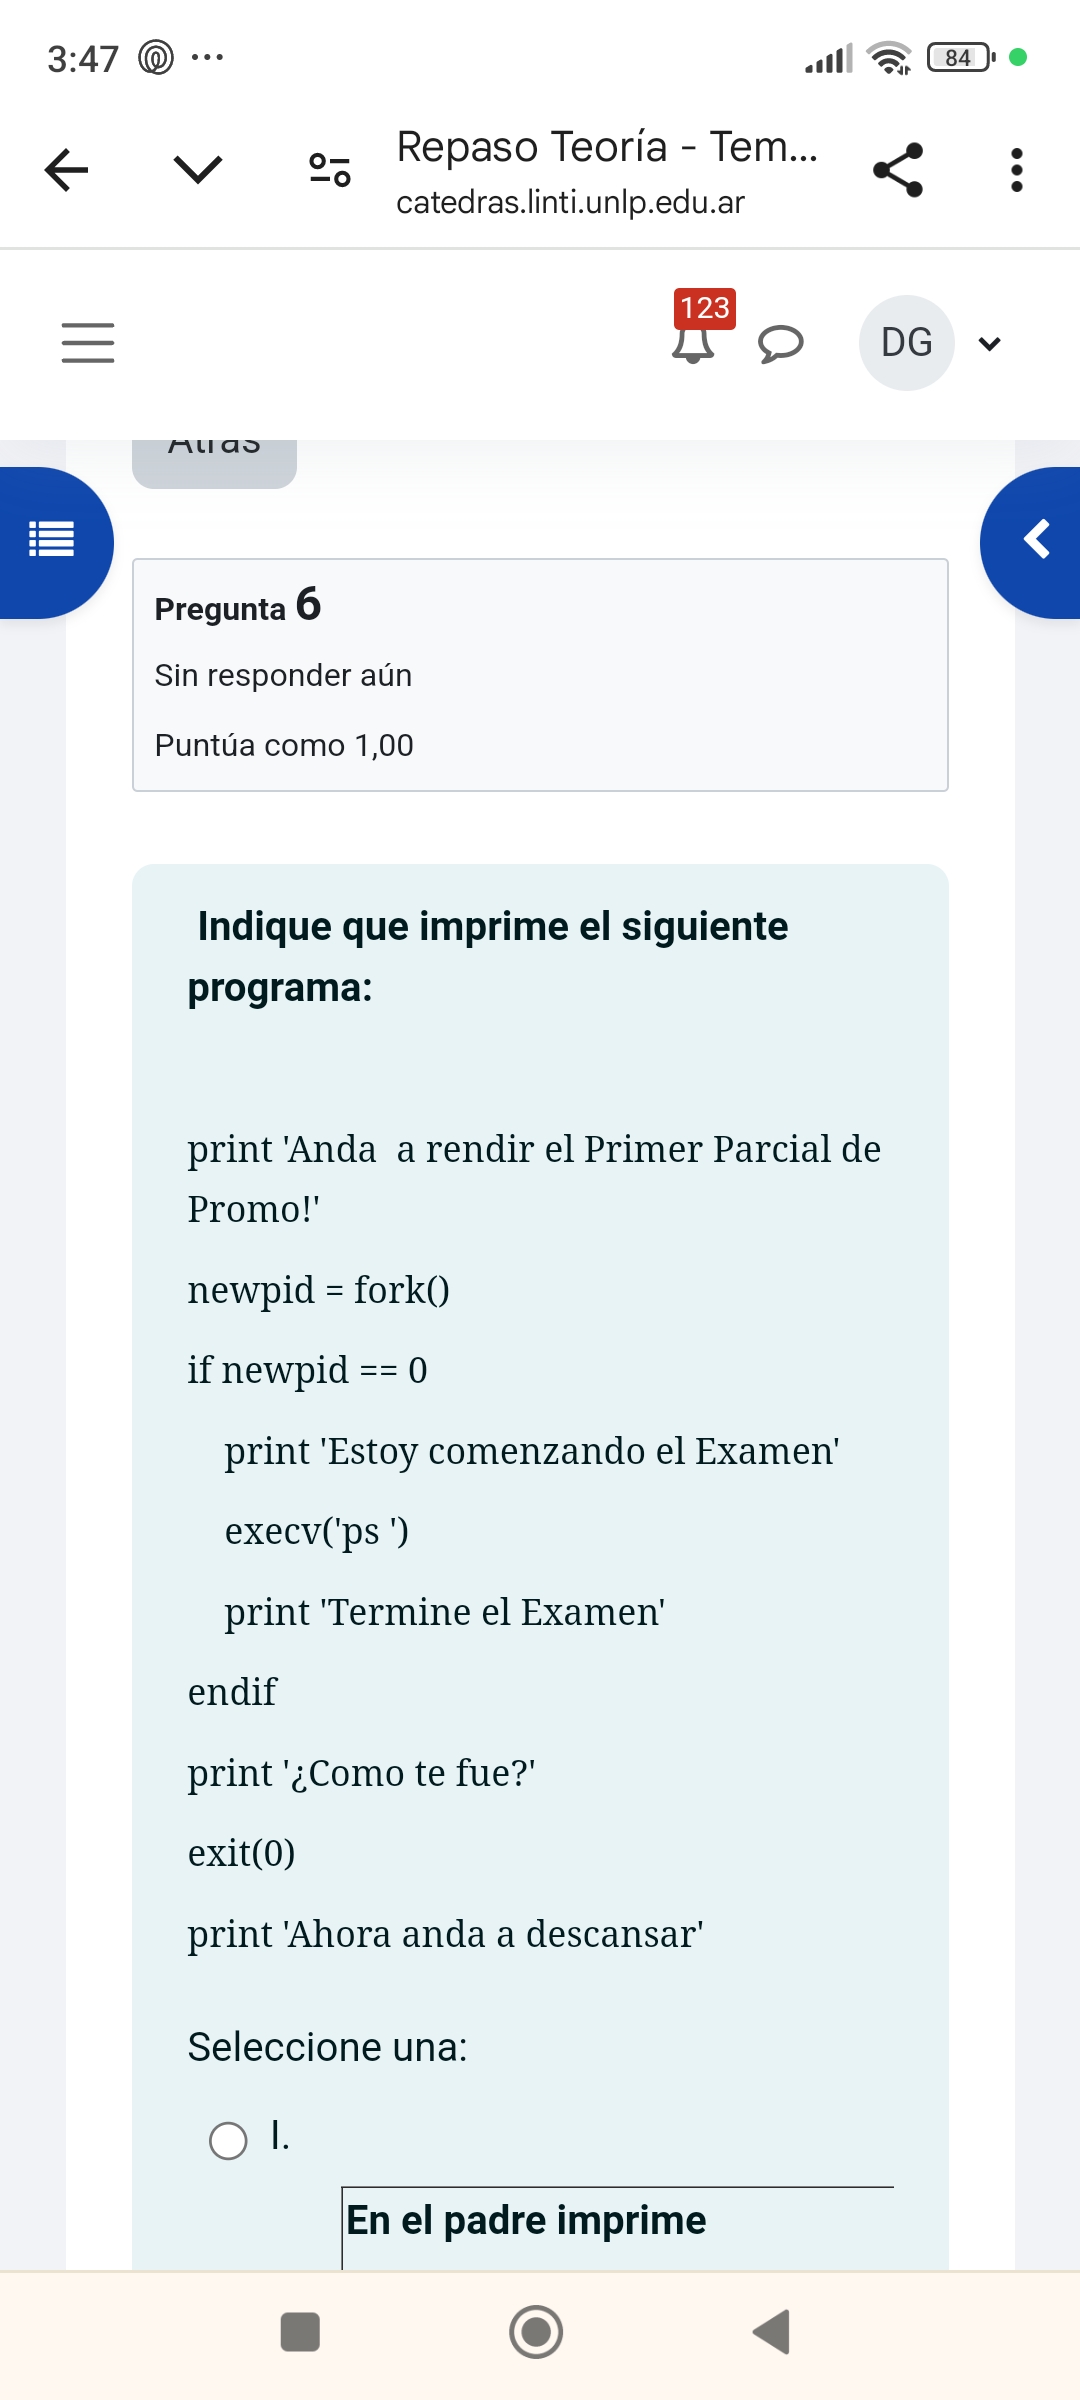 3:47
84
Repaso Teoría - Tem...
catedras.linti.unlp.edu.ar
123
DG
Atrás
Pregunta 6
Sin responder aún
Puntúa como 1,00
Indique que imprime el siguiente
programa:
print 'Anda  a rendir el Primer Parcial de
Promo!'
newpid = fork()
if newpid == 0
print 'Estoy comenzando el Examen'
execv('ps ')
print 'Termine el Examen'
endif
print '¿Como te fue?'
exit(0)
print 'Ahora anda a descansar'
Seleccione una:
I.
En el padre imprime